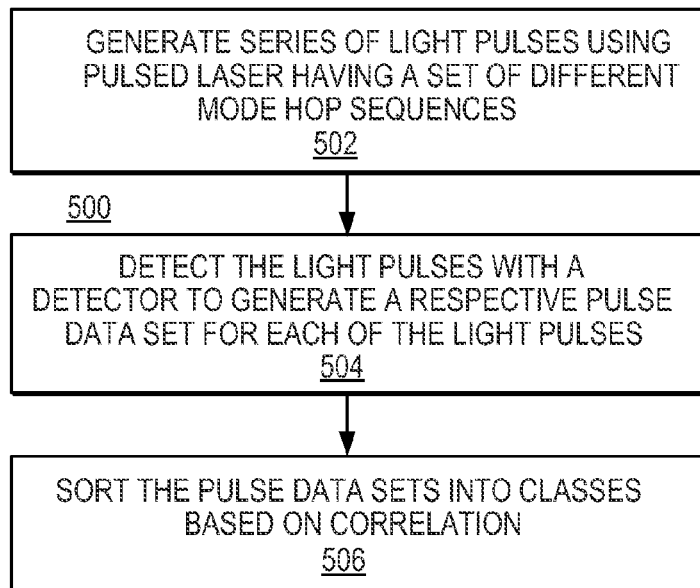 GENERATE SERIES OF LIGHT PULSES USING
PULSED LASER HAVING A SET OF DIFFERENT
MODE HOP SEQUENCES
502
500
DETECT THE LIGHT PULSES WITH A
DETECTOR TO GENERATE A RESPECTIVE PULSE
DATA SET FOR EACH OF THE LIGHT PULSES
504
SORT THE PULSE DATA SETS INTO CLASSES
BASED ON CORRELATION
506